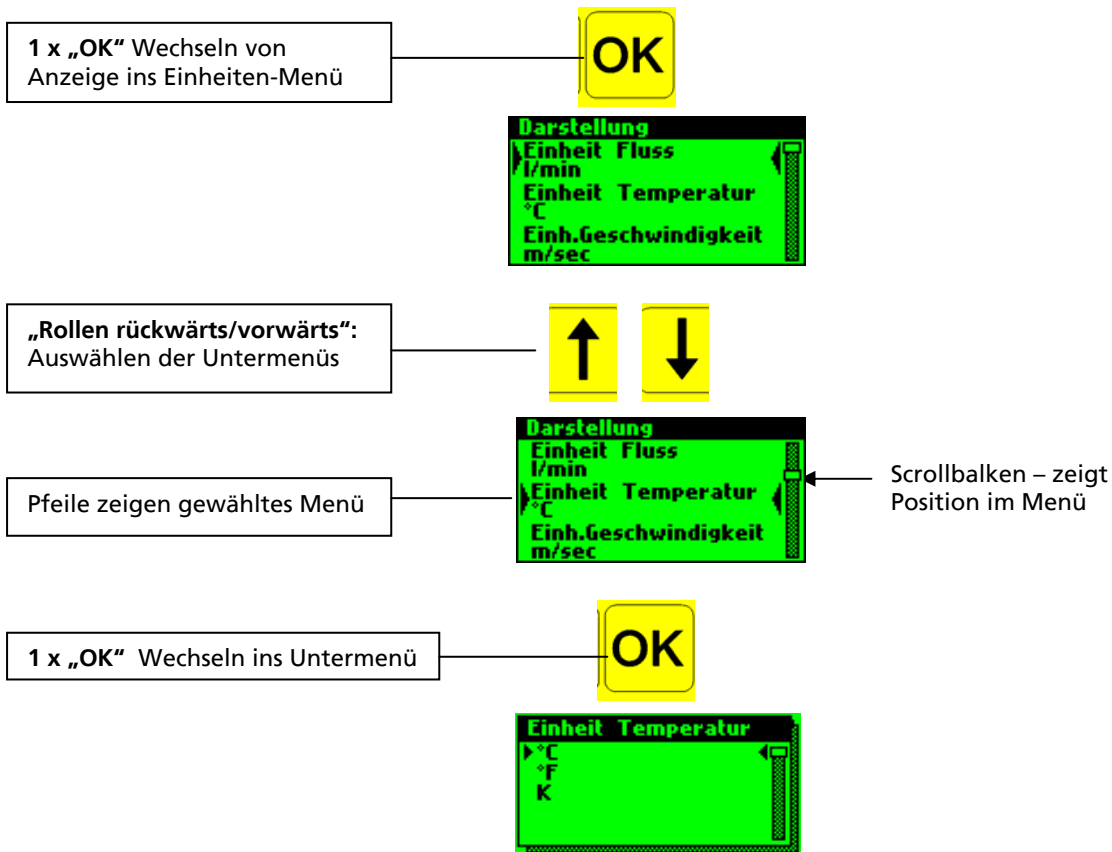 1 x „OK“ Wechseln von
Anzeige ins Einheiten-Menü
OK
Darstellung
Einheit Fluss
l/min
Einheit Temperatur
°C
Einh.Geschwindigkeit
m/sec
„Rollen rückwärts/vorwärts“:
Auswählen der Untermenüs
Darstellung
Einheit Fluss
l/min
Einheit Temperatur
°C
Einh.Geschwindigkeit
m/sec
Pfeile zeigen gewähltes Menü
Scrollbalken – zeigt
Position im Menü
1 x „OK“ Wechseln ins Untermenü
OK
Einheit Temperatur
°C
°F
K